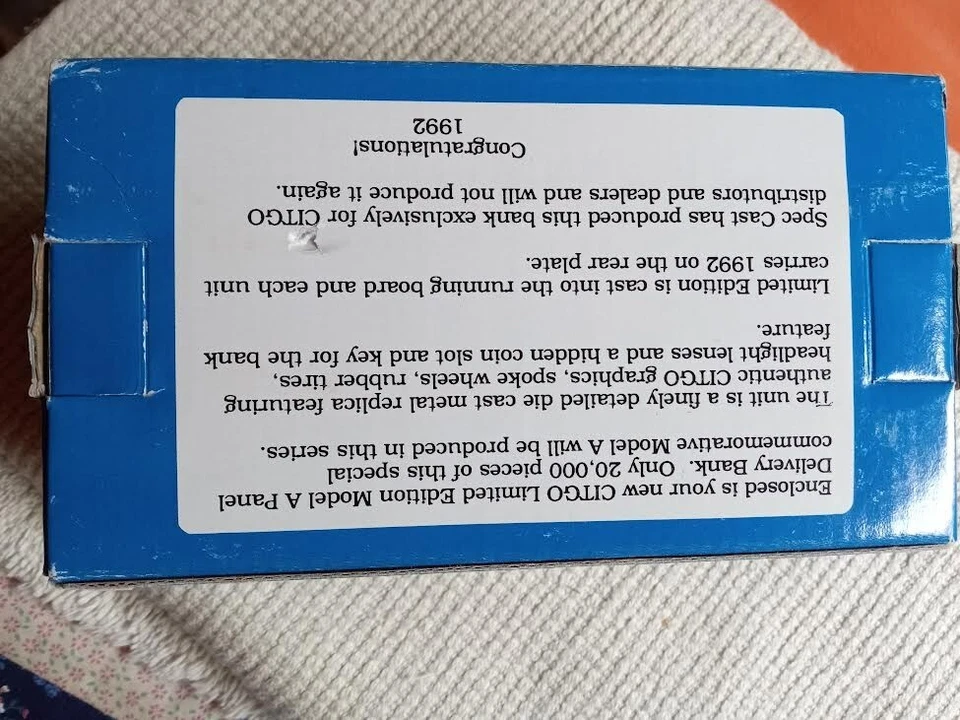 Enclosed is your new CITGO Limited Edition Model A Panel
Delivery Bank. Only 20,000 pieces of this special
commemorative Model A will be produced in this series.
The unit is a finely detailed die cast metal replica featuring
authentic CITGO graphics, spoke wheels, rubber tires,
headlight lenses and a hidden coin slot and key for the bank
feature.
Limited Edition is cast into the running board and each unit
carries 1992 on the rear plate.
Spec Cast has produced this bank exclusively for CITGO
distributors and dealers and will not produce it again.
Congratulations!
1992